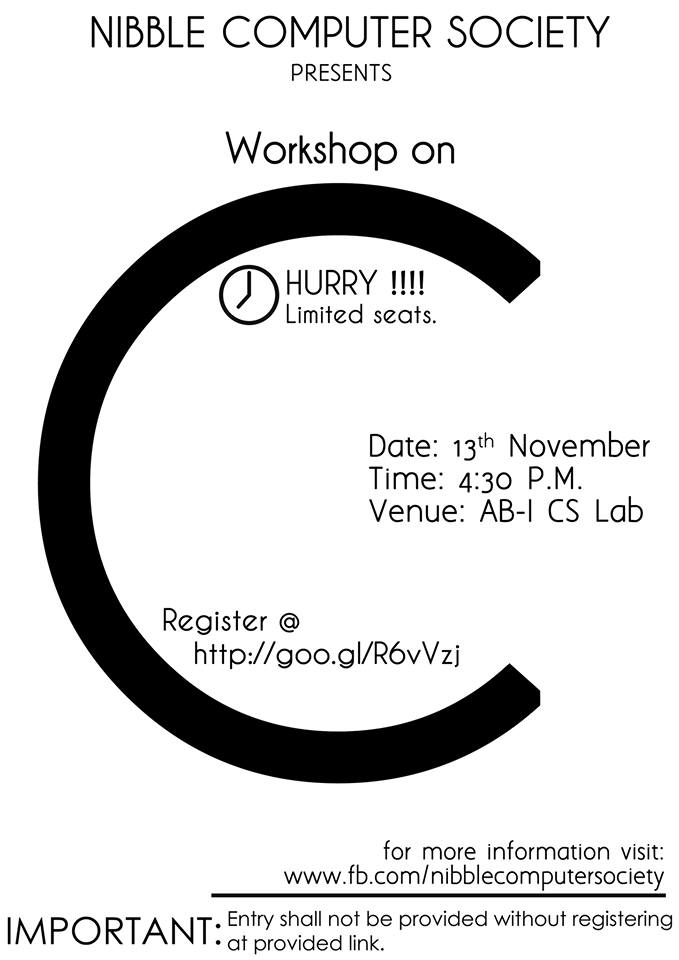 NIBBLE COMPUTER SOCIETY
PRESENTS
Workshop on
C
HURRY !!!!
Limited seats.
Date: 13th November
Time: 4:30 P.M.
Venue: AB-I CS Lab
Register @
http://goo.gl/R6vVzj
for more information visit:
www.fb.com/nibblecomputersociety
IMPORTANT: Entry shall not be provided without registering
at provided link.